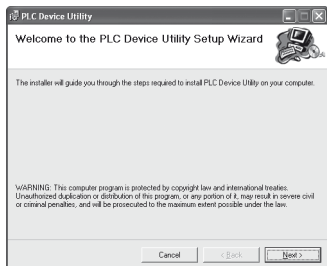 PLC Device Utility
Welcome to the PLC Device Utility Setup Wizard
The installer will guide you through the steps required to install PLC Device Utility on your computer.
WARNING: This computer program is protected by copyright law and international treaties.
Unauthorized duplication or distribution of this program, or any portion of it, may result in severe civil
or criminal penalties, and will be prosecuted to the maximum extent possible under the law.
Cancel
< Back
Next >